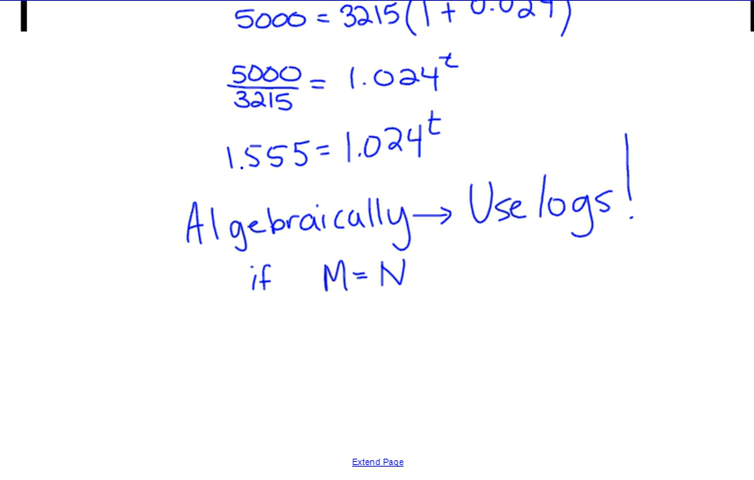 5000 = 3215(1 + 0.024)
5000/3215 = 1.024^t
1.555 = 1.024^t
Algebraically → Use logs!
if M = N
Extend Page